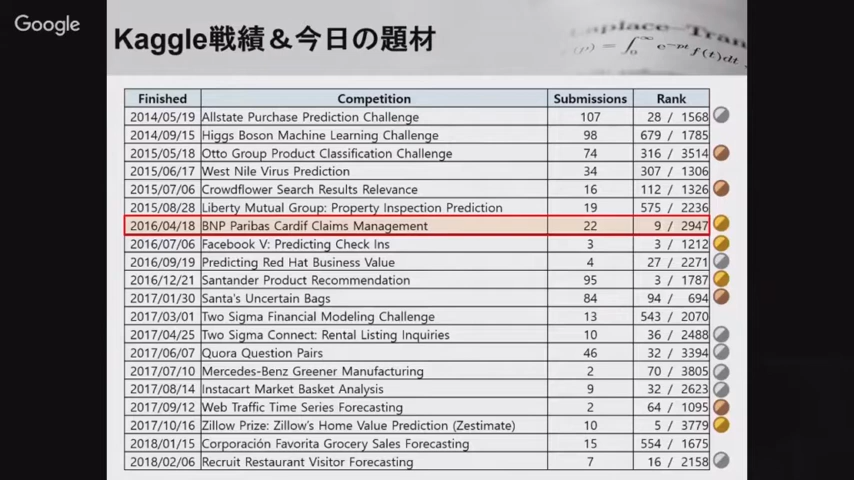 Google
Kaggle戦績＆今日の題材
Laplace-Tran
(p) = ∫₀^∞ e^-pt f(t)dt
Finished Competition Submissions Rank
2014/05/19 Allstate Purchase Prediction Challenge 107 28 / 1568
2014/09/15 Higgs Boson Machine Learning Challenge 98 679 / 1785
2015/05/18 Otto Group Product Classification Challenge 74 316 / 3514
2015/06/17 West Nile Virus Prediction 34 307 / 1306
2015/07/06 Crowdflower Search Results Relevance 16 112 / 1326
2015/08/28 Liberty Mutual Group: Property Inspection Prediction 19 575 / 2236
2016/04/18 BNP Paribas Cardif Claims Management 22 9 / 2947
2016/07/06 Facebook V: Predicting Check Ins 3 3 / 1212
2016/09/19 Predicting Red Hat Business Value 4 27 / 2271
2016/12/21 Santander Product Recommendation 95 3 / 1787
2017/01/30 Santa's Uncertain Bags 84 94 / 694
2017/03/01 Two Sigma Financial Modeling Challenge 13 543 / 2070
2017/04/25 Two Sigma Connect: Rental Listing Inquiries 10 36 / 2488
2017/06/07 Quora Question Pairs 46 32 / 3394
2017/07/10 Mercedes-Benz Greener Manufacturing 2 70 / 3805
2017/08/14 Instacart Market Basket Analysis 9 32 / 2623
2017/09/12 Web Traffic Time Series Forecasting 2 64 / 1095
2017/10/16 Zillow Prize: Zillow's Home Value Prediction (Zestimate) 10 5 / 3779
2018/01/15 Corporación Favorita Grocery Sales Forecasting 15 554 / 1675
2018/02/06 Recruit Restaurant Visitor Forecasting 7 16 / 2158